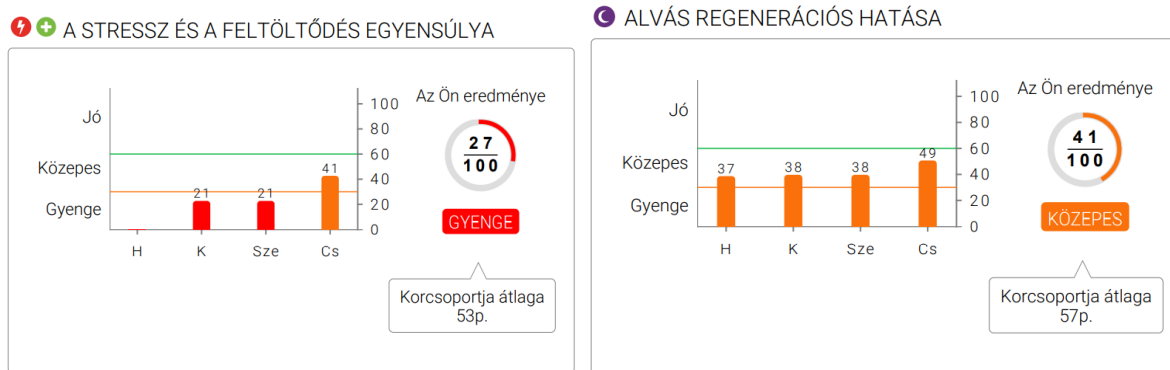 A STRESSZ ÉS A FELTÖLTŐDÉS EGYENSÚLYA
Jó
Közepes
Gyenge
21
21
41
100
80
60
40
20
0
H K Sze Cs
Az Ön eredménye
27
100
GYENGE
Korcsoportja átlaga
53p.
ALVÁS REGENERÁCIÓS HATÁSA
Jó
Közepes
Gyenge
37
38
38
49
100
80
60
40
20
0
H K Sze Cs
Az Ön eredménye
41
100
KÖZEPES
Korcsoportja átlaga
57p.